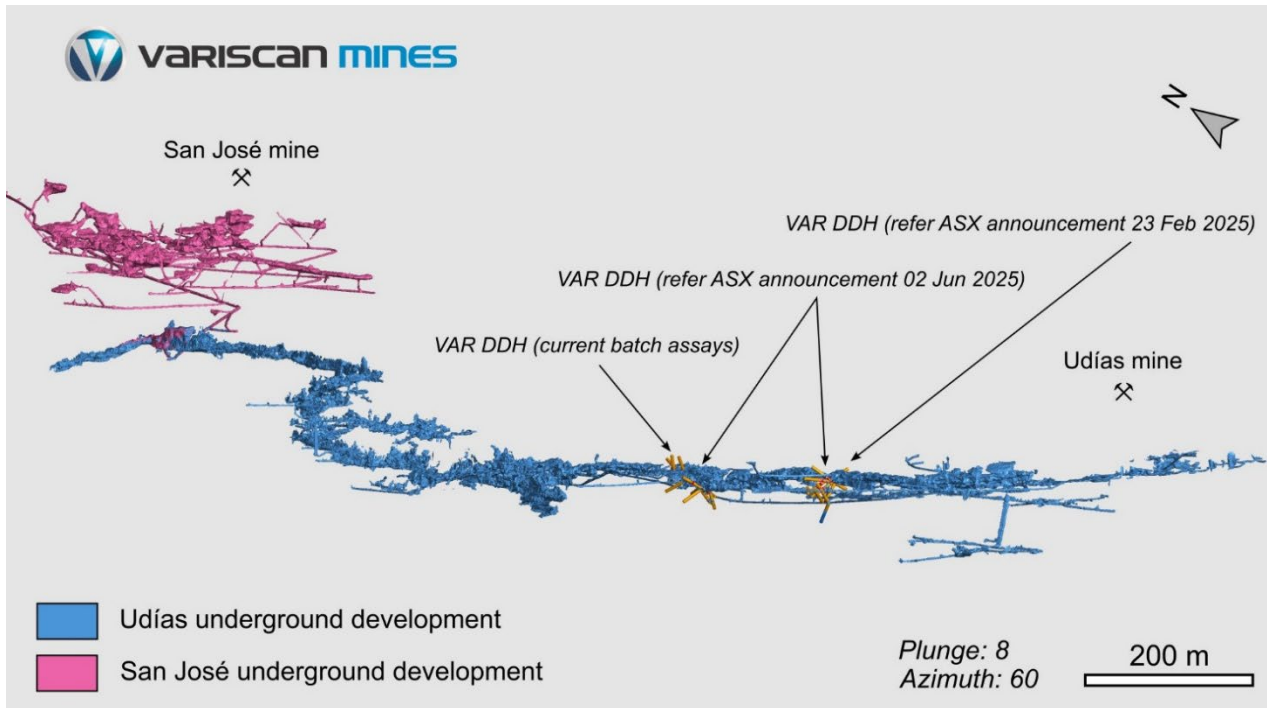 VARISCAN MINES
N
San José mine
VAR DDH (refer ASX announcement 23 Feb 2025)
VAR DDH (refer ASX announcement 02 Jun 2025)
VAR DDH (current batch assays)
Udías mine
Udías underground development
San José underground development
Plunge: 8
Azimuth: 60
200 m